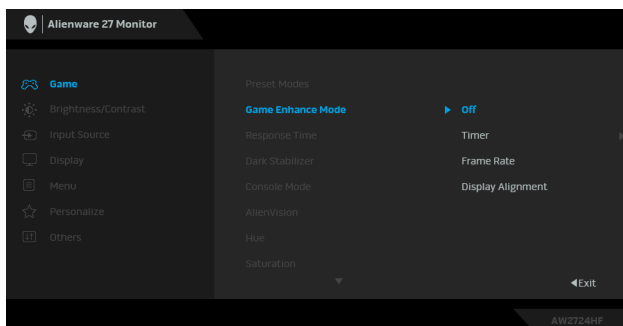 Alienware 27 Monitor
Game
Brightness/Contrast
Input Source
Display
Menu
Personalize
Others
Preset Modes
Game Enhance Mode
Response Time
Dark Stabilizer
Console Mode
AlienVision
Hue
Saturation
Off
Timer
Frame Rate
Display Alignment
Exit
AW2724HF